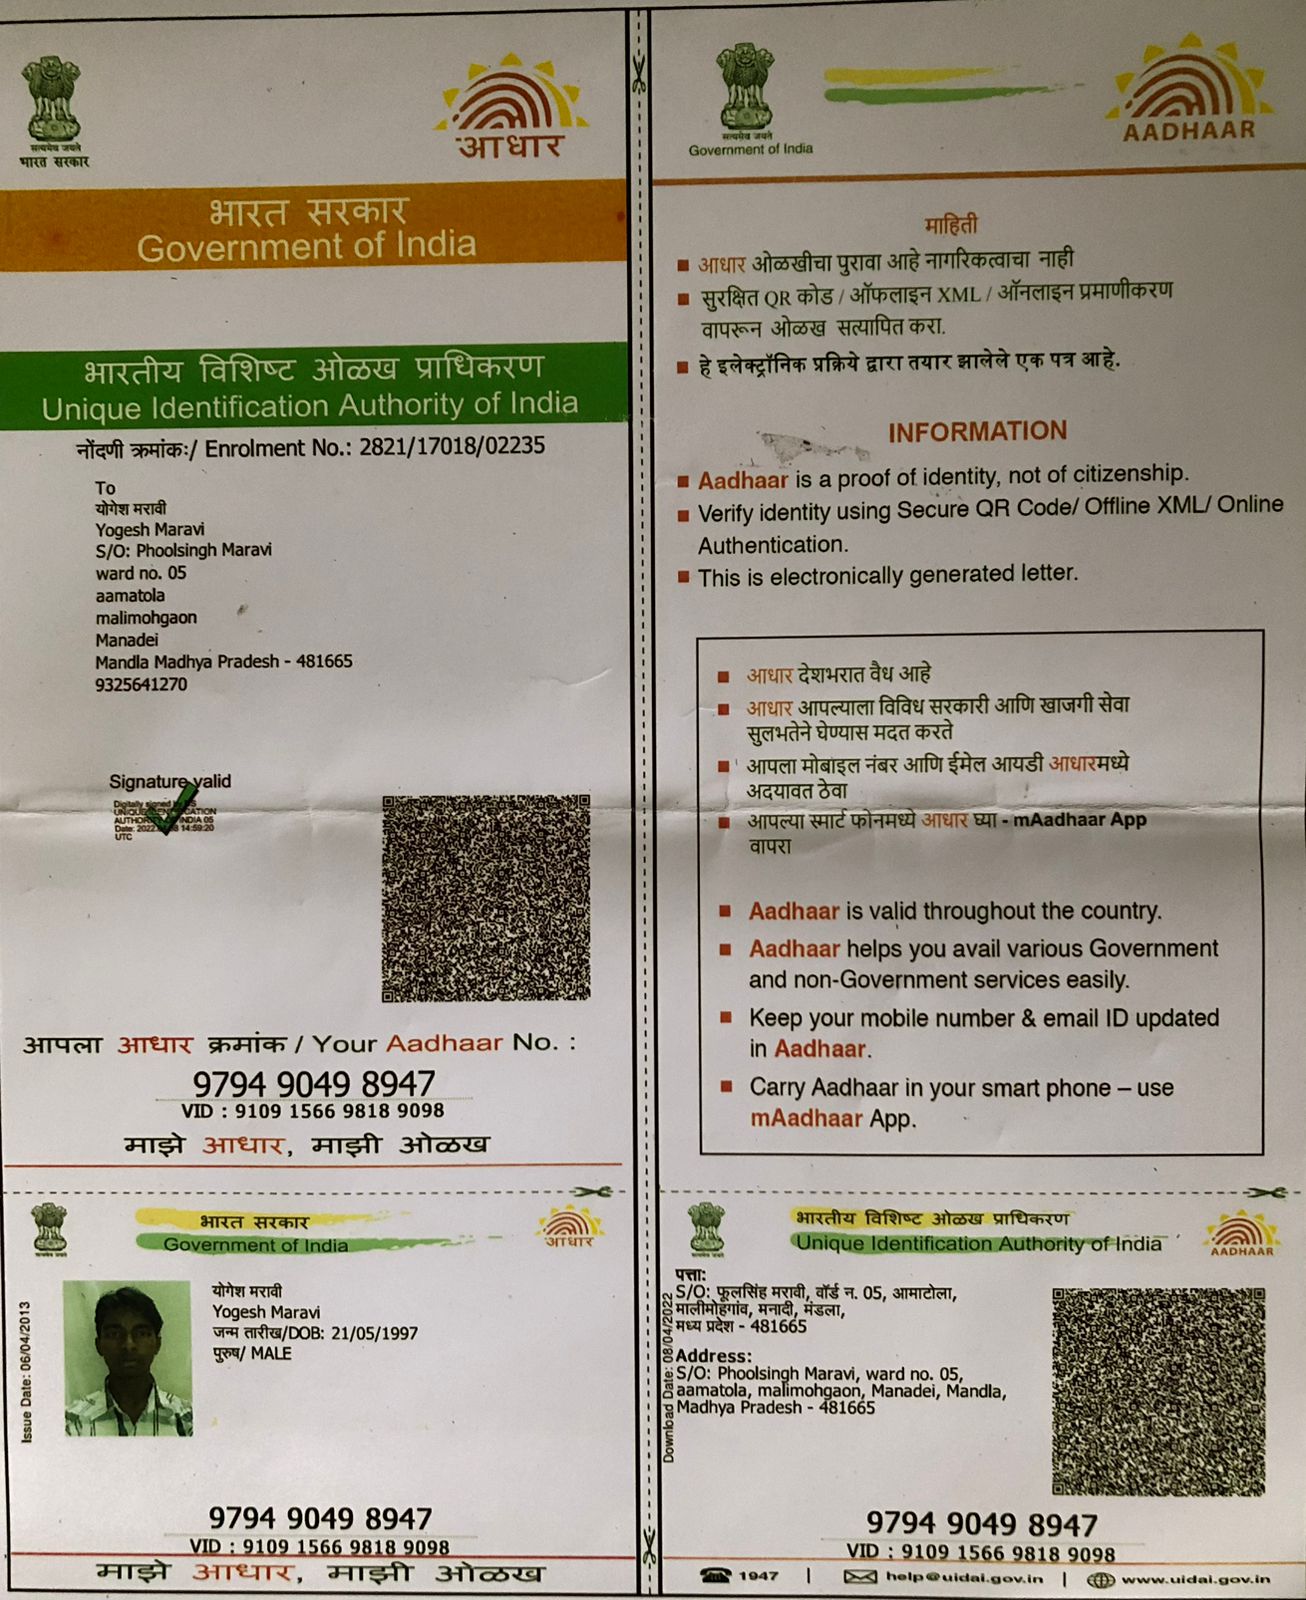 सत्यमेव जयते
भारत सरकार
आधार
भारत सरकार
Government of India
भारतीय विशिष्ट ओळख प्राधिकरण
Unique Identification Authority of India
नोंदणी क्रमांकः/ Enrolment No.: 2821/17018/02235
To
योगेश मरावी
Yogesh Maravi
S/O: Phoolsingh Maravi
ward no. 05
aamatola
malimohgaon
Manadei
Mandla Madhya Pradesh - 481665
9325641270
Signature valid
Digitally signed by
AUTHORITY OF INDIA 05
14:59:20
UTC
आपला आधार क्रमांक / Your Aadhaar No. :
9794 9049 8947
VID : 9109 1566 9818 9098
माझे आधार, माझी ओळख
सत्यमेव जयते
Government of India
AADHAAR
माहिती
■ आधार ओळखीचा पुरावा आहे नागरिकत्वाचा नाही
■ सुरक्षित QR कोड / ऑफलाइन XML / ऑनलाइन प्रमाणीकरण
वापरून ओळख सत्यापित करा.
■ हे इलेक्ट्रॉनिक प्रक्रिये द्वारा तयार झालेले एक पत्र आहे.
INFORMATION
■ Aadhaar is a proof of identity, not of citizenship.
■ Verify identity using Secure QR Code/ Offline XML/ Online
Authentication.
■ This is electronically generated letter.
■ आधार देशभरात वैध आहे
■ आधार आपल्याला विविध सरकारी आणि खाजगी सेवा
सुलभतेने घेण्यास मदत करते
■ आपला मोबाइल नंबर आणि ईमेल आयडी आधारमध्ये
अदयावत ठेवा
■ आपल्या स्मार्ट फोनमध्ये आधार घ्या - mAadhaar App
वापरा
■ Aadhaar is valid throughout the country.
■ Aadhaar helps you avail various Government
and non-Government services easily.
■ Keep your mobile number & email ID updated
in Aadhaar.
■ Carry Aadhaar in your smart phone – use
mAadhaar App.
भारत सरकार
Government of India
आधार
Issue Date: 06/04/2013
योगेश मरावी
Yogesh Maravi
जन्म तारीख/DOB: 21/05/1997
पुरुष/ MALE
9794 9049 8947
VID : 9109 1566 9818 9098
माझे आधार, माझी ओळख
भारतीय विशिष्ट ओळख प्राधिकरण
Unique Identification Authority of India
AADHAAR
Download Date: 08/04/2022
पत्ता:
S/O: फूलसिंह मरावी, वॉर्ड न. 05, आमाटोला,
मालीमोहगांव, मनादी, मंडला,
मध्य प्रदेश - 481665
Address:
S/O: Phoolsingh Maravi, ward no. 05,
aamatola, malimohgaon, Manadei, Mandla,
Madhya Pradesh - 481665
9794 9049 8947
VID : 9109 1566 9818 9098
1947 | help@uidai.gov.in | www.uidai.gov.in